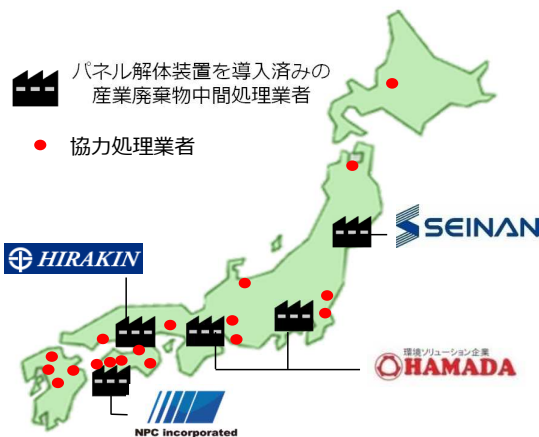 パネル解体装置を導入済みの
産業廃棄物中間処理業者
協力処理業者
SEINAN
HIRAKIN
環境ソリューション企業
HAMADA
NPC incorporated